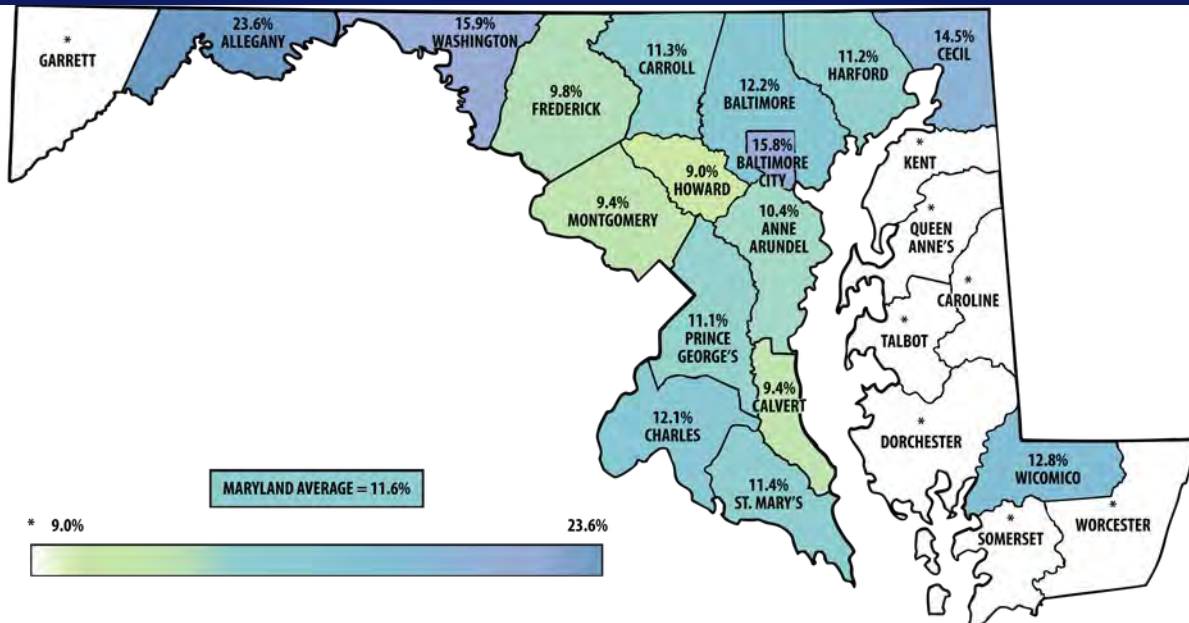 *
GARRETT
23.6%
ALLEGANY
15.9%
WASHINGTON
9.8%
FREDERICK
11.3%
CARROLL
12.2%
BALTIMORE
11.2%
HARFORD
14.5%
CECIL
15.8%
BALTIMORE
CITY
*
KENT
9.0%
HOWARD
9.4%
MONTGOMERY
10.4%
ANNE
ARUNDEL
*
QUEEN
ANNE'S
*
CAROLINE
11.1%
PRINCE
GEORGE'S
*
TALBOT
9.4%
CALVERT
12.1%
CHARLES
*
DORCHESTER
12.8%
WICOMICO
11.4%
ST. MARY'S
*
SOMERSET
*
WORCESTER
MARYLAND AVERAGE = 11.6%
* 9.0% 23.6%